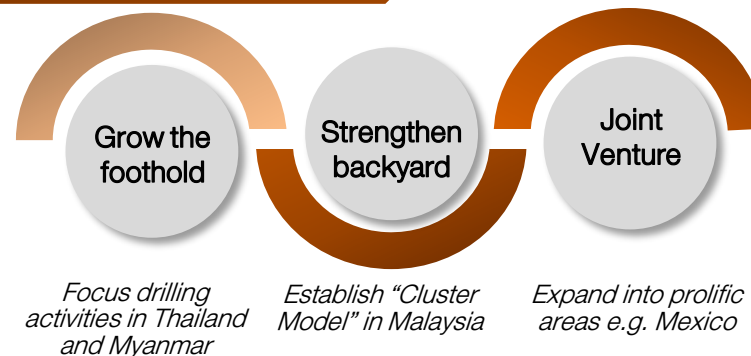 Grow the
foothold
Strengthen
backyard
Joint
Venture
Focus drilling
activities in Thailand
and Myanmar
Establish “Cluster
Model” in Malaysia
Expand into prolific
areas e.g. Mexico